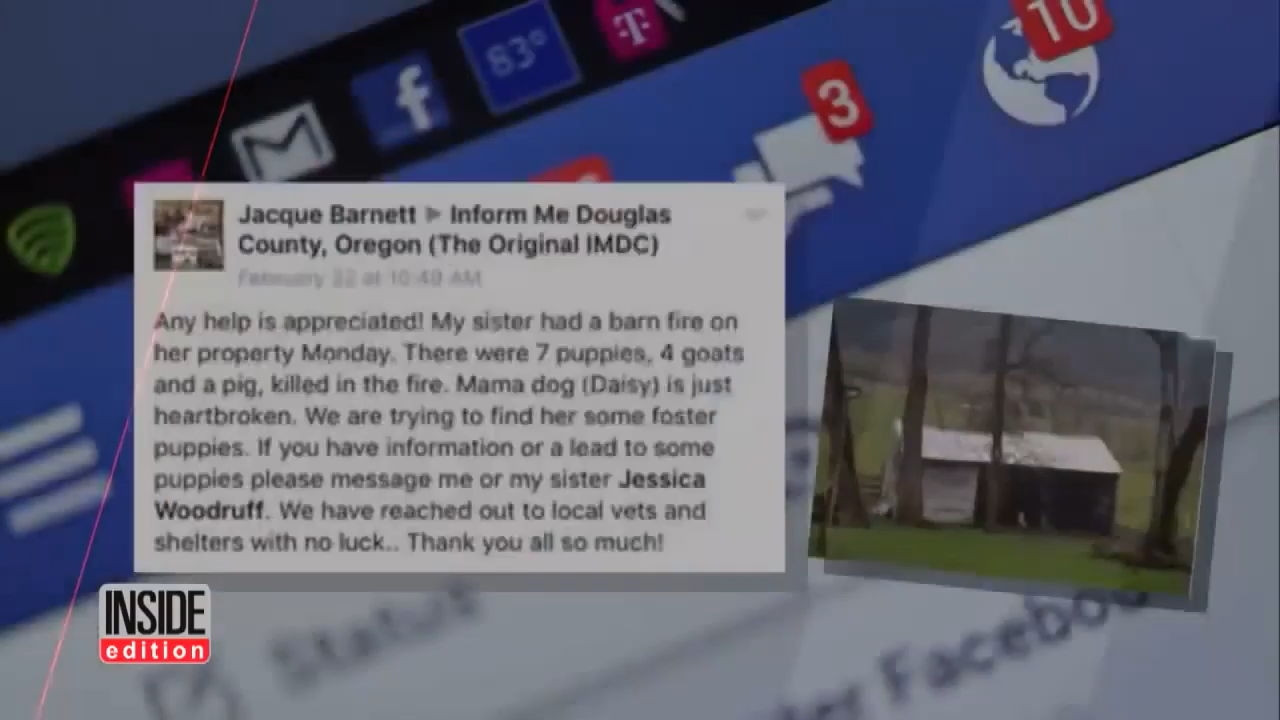 83°
T
10
3
Jacque Barnett ▶ Inform Me Douglas
County, Oregon (The Original IMDC)
February 22 at 10:49 AM
Any help is appreciated! My sister had a barn fire on
her property Monday. There were 7 puppies, 4 goats
and a pig, killed in the fire. Mama dog (Daisy) is just
heartbroken. We are trying to find her some foster
puppies. If you have information or a lead to some
puppies please message me or my sister Jessica
Woodruff. We have reached out to local vets and
shelters with no luck.. Thank you all so much!
INSIDE
edition
Status
Facebook